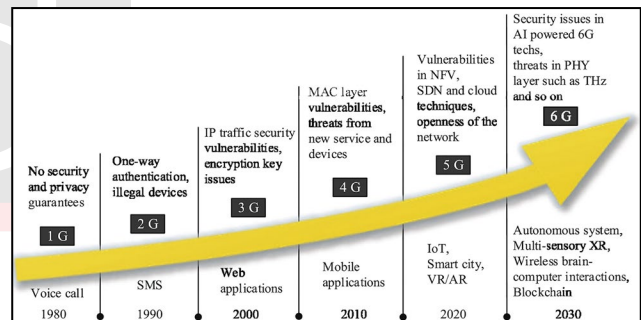 No security
and privacy
guarantees
1 G
Voice call
1980
One-way
authentication,
illegal devices
2 G
SMS
1990
IP traffic security
vulnerabilities,
encryption key
issues
3 G
Web
applications
2000
MAC layer
vulnerabilities,
threats from
new service and
devices
4 G
Mobile
applications
2010
Vulnerabilities
in NFV,
SDN and cloud
techniques,
openness of the
network
5 G
IoT,
Smart city,
VR/AR
2020
Security issues in
AI powered 6G
techs,
threats in PHY
layer such as THz
and so on
6 G
Autonomous system,
Multi-sensory XR,
Wireless brain-
computer interactions,
Blockchain
2030